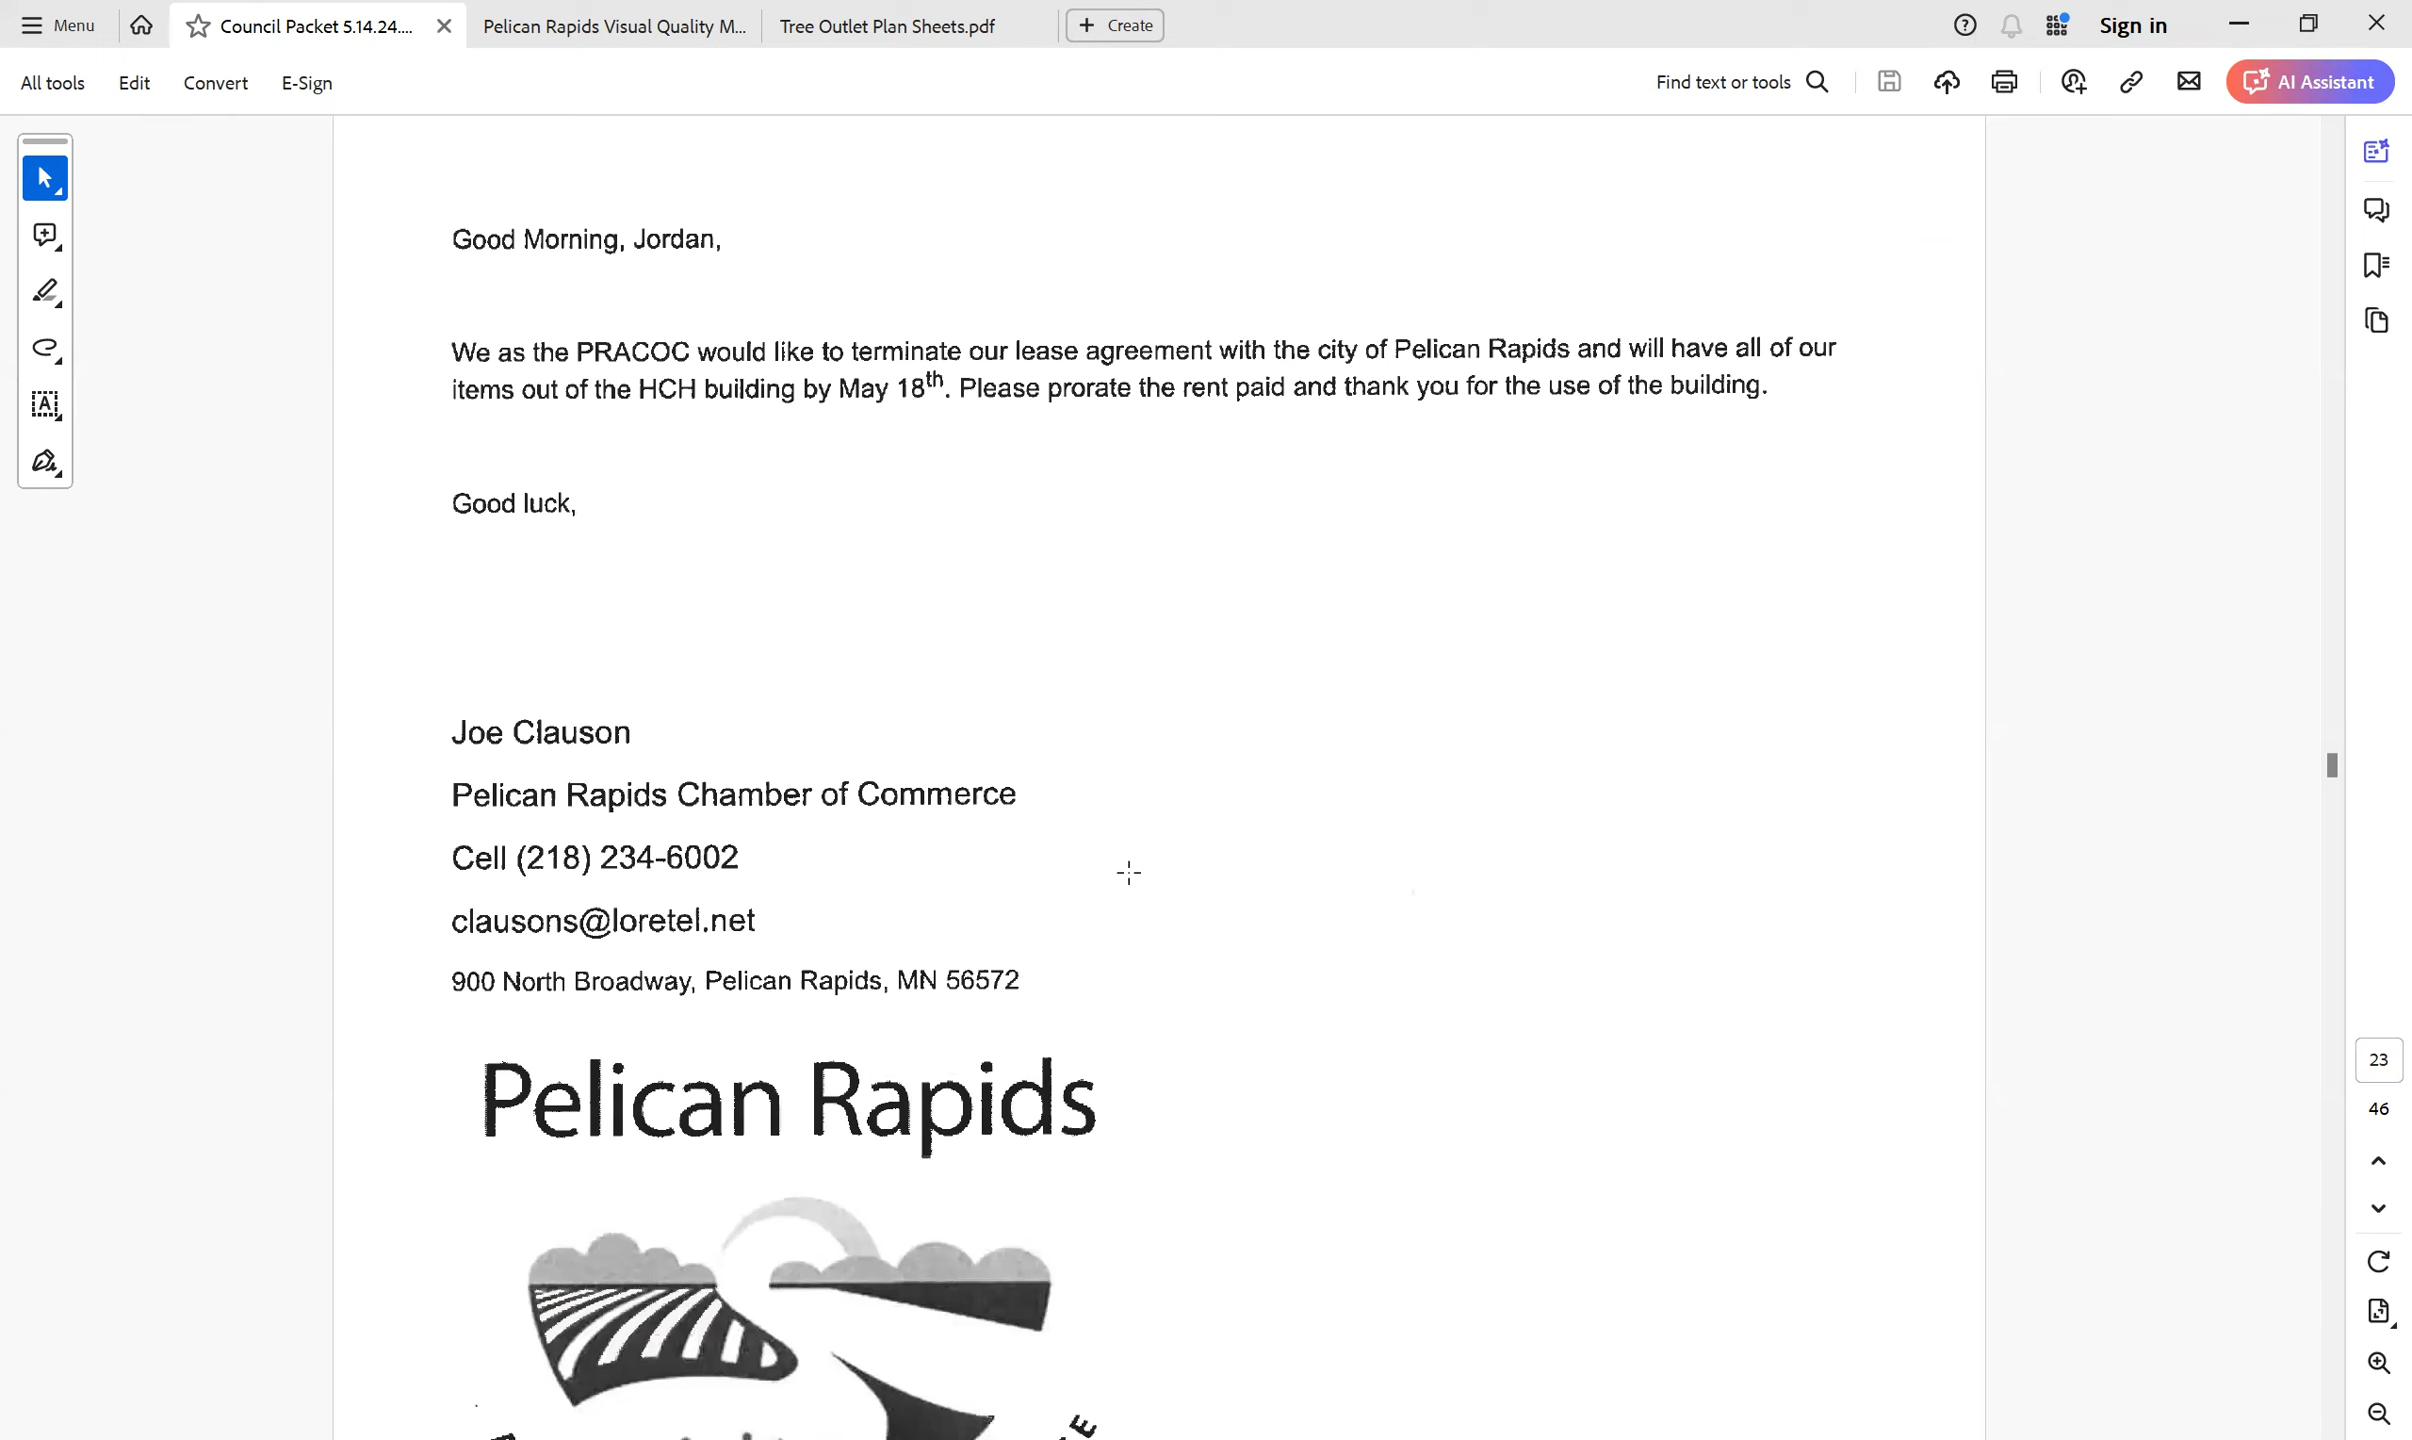 Menu
Council Packet 5.14.24....
Pelican Rapids Visual Quality M...
Tree Outlet Plan Sheets.pdf
Create
Sign in
All tools
Edit
Convert
E-Sign
Find text or tools
AI Assistant
Good Morning, Jordan,
We as the PRACOC would like to terminate our lease agreement with the city of Pelican Rapids and will have all of our
items out of the HCH building by May 18th. Please prorate the rent paid and thank you for the use of the building.
Good luck,
Joe Clauson
Pelican Rapids Chamber of Commerce
Cell (218) 234-6002
clausons@loretel.net
900 North Broadway, Pelican Rapids, MN 56572
Pelican Rapids
23
46